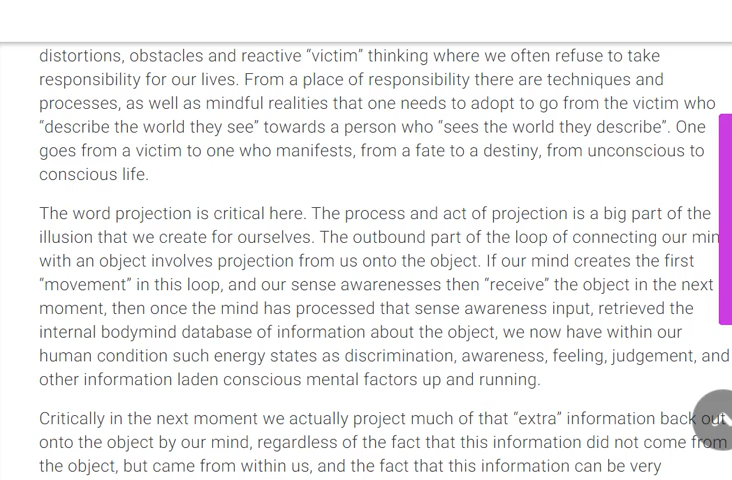 distortions, obstacles and reactive “victim” thinking where we often refuse to take
responsibility for our lives. From a place of responsibility there are techniques and
processes, as well as mindful realities that one needs to adopt to go from the victim who
“describe the world they see” towards a person who “sees the world they describe”. One
goes from a victim to one who manifests, from a fate to a destiny, from unconscious to
conscious life.
The word projection is critical here. The process and act of projection is a big part of the
illusion that we create for ourselves. The outbound part of the loop of connecting our min
with an object involves projection from us onto the object. If our mind creates the first
“movement” in this loop, and our sense awarenesses then “receive” the object in the next
moment, then once the mind has processed that sense awareness input, retrieved the
internal bodymind database of information about the object, we now have within our
human condition such energy states as discrimination, awareness, feeling, judgement, and
other information laden conscious mental factors up and running.
Critically in the next moment we actually project much of that “extra” information back out
onto the object by our mind, regardless of the fact that this information did not come from
the object, but came from within us, and the fact that this information can be very